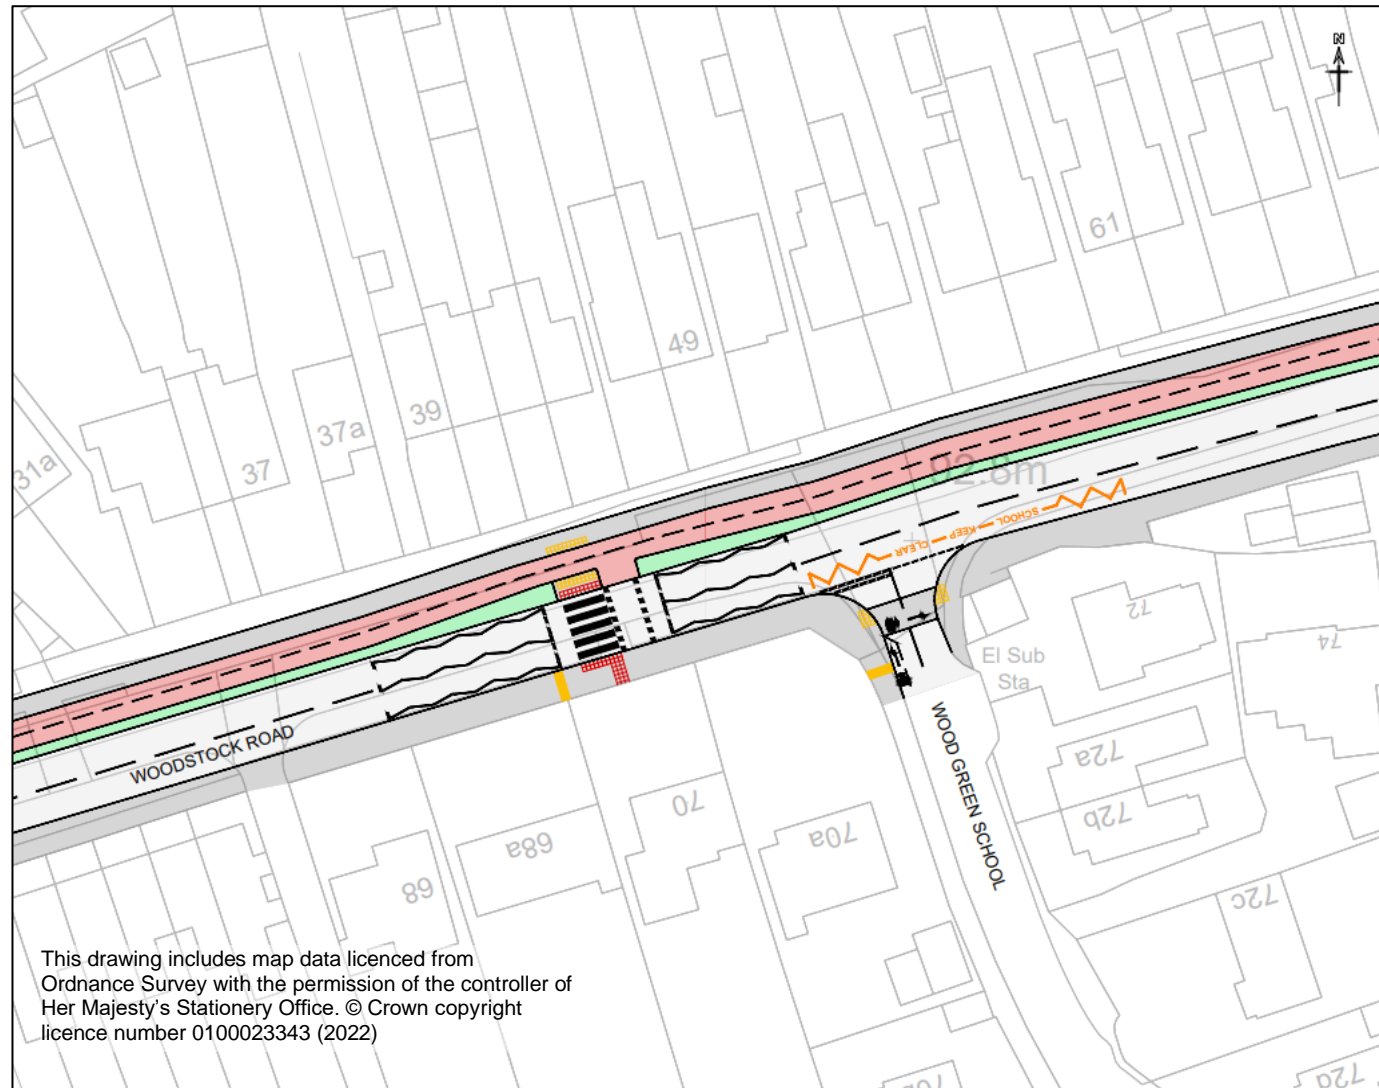 N
61
49
39
37a
37
31a
92.8m
SCHOOL KEEP CLEAR
WOODSTOCK ROAD
72
74
El Sub
Sta
WOOD GREEN SCHOOL
72a
72b
72c
70
70a
68a
68
72d
This drawing includes map data licenced from
Ordnance Survey with the permission of the controller of
Her Majesty's Stationery Office. © Crown copyright
licence number 0100023343 (2022)